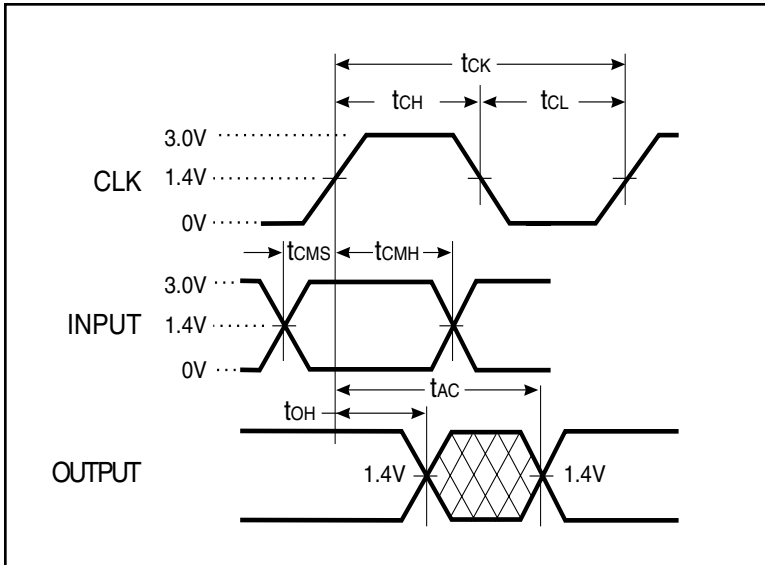 tCK
tCH tCL
3.0V
CLK 1.4V
0V
tCMS tCMH
3.0V
INPUT 1.4V
0V
tAC
tOH
OUTPUT 1.4V 1.4V